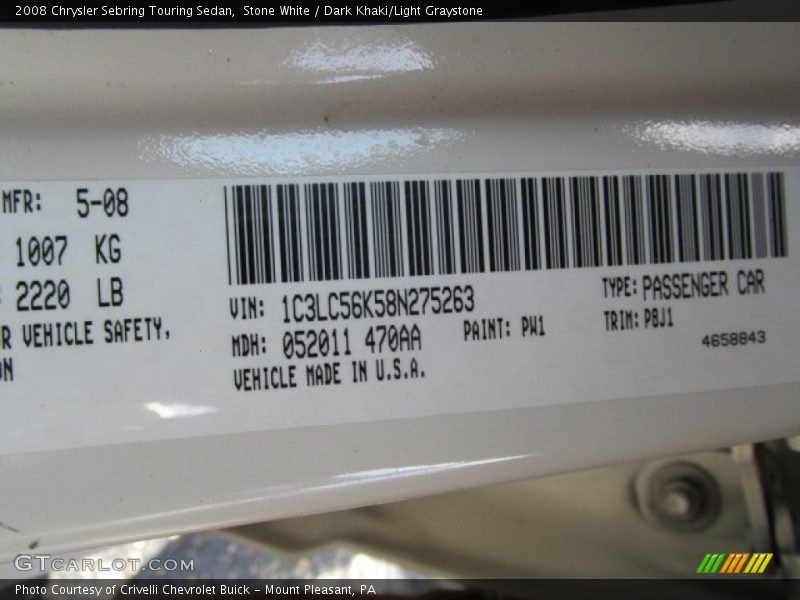 2008 Chrysler Sebring Touring Sedan, Stone White / Dark Khaki/Light Graystone
MFR: 5-08
1007 KG
2220 LB
R VEHICLE SAFETY,
ON
VIN: 1C3LC56K58N275263
TYPE: PASSENGER CAR
MDH: 052011 470AA
PAINT: PW1
TRIM: P8J1
VEHICLE MADE IN U.S.A.
4658843
GTCARLOT.COM
Photo Courtesy of Crivelli Chevrolet Buick - Mount Pleasant, PA